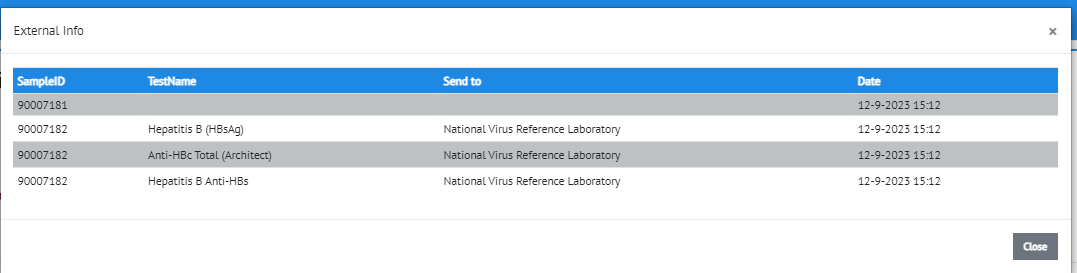 External Info ×
SampleID TestName Send to Date
90007181 12-9-2023 15:12
90007182 Hepatitis B (HBsAg) National Virus Reference Laboratory 12-9-2023 15:12
90007182 Anti-HBc Total (Architect) National Virus Reference Laboratory 12-9-2023 15:12
90007182 Hepatitis B Anti-HBs National Virus Reference Laboratory 12-9-2023 15:12
Close